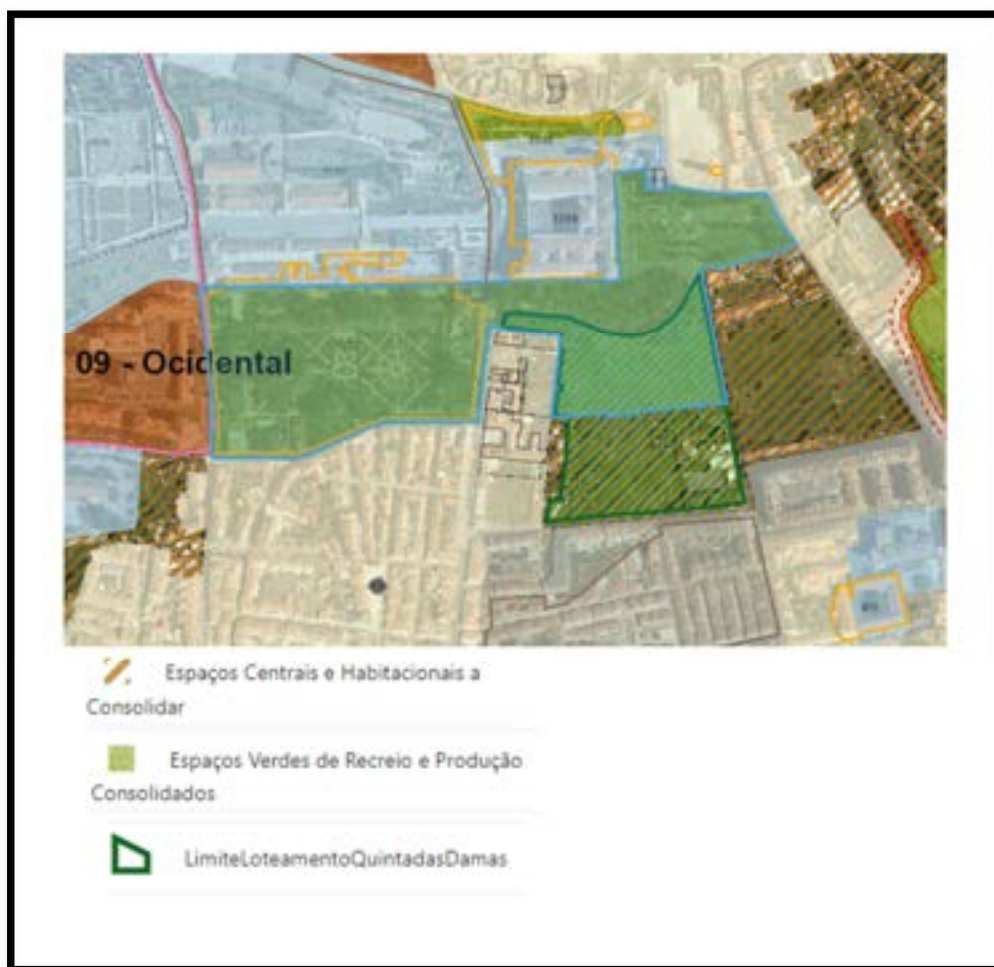 09 - Ocidental
Espaços Centrais e Habitacionais a
Consolidar
Espaços Verdes de Recreio e Produção
Consolidados
LimiteLoteamentoQuintadasDamas